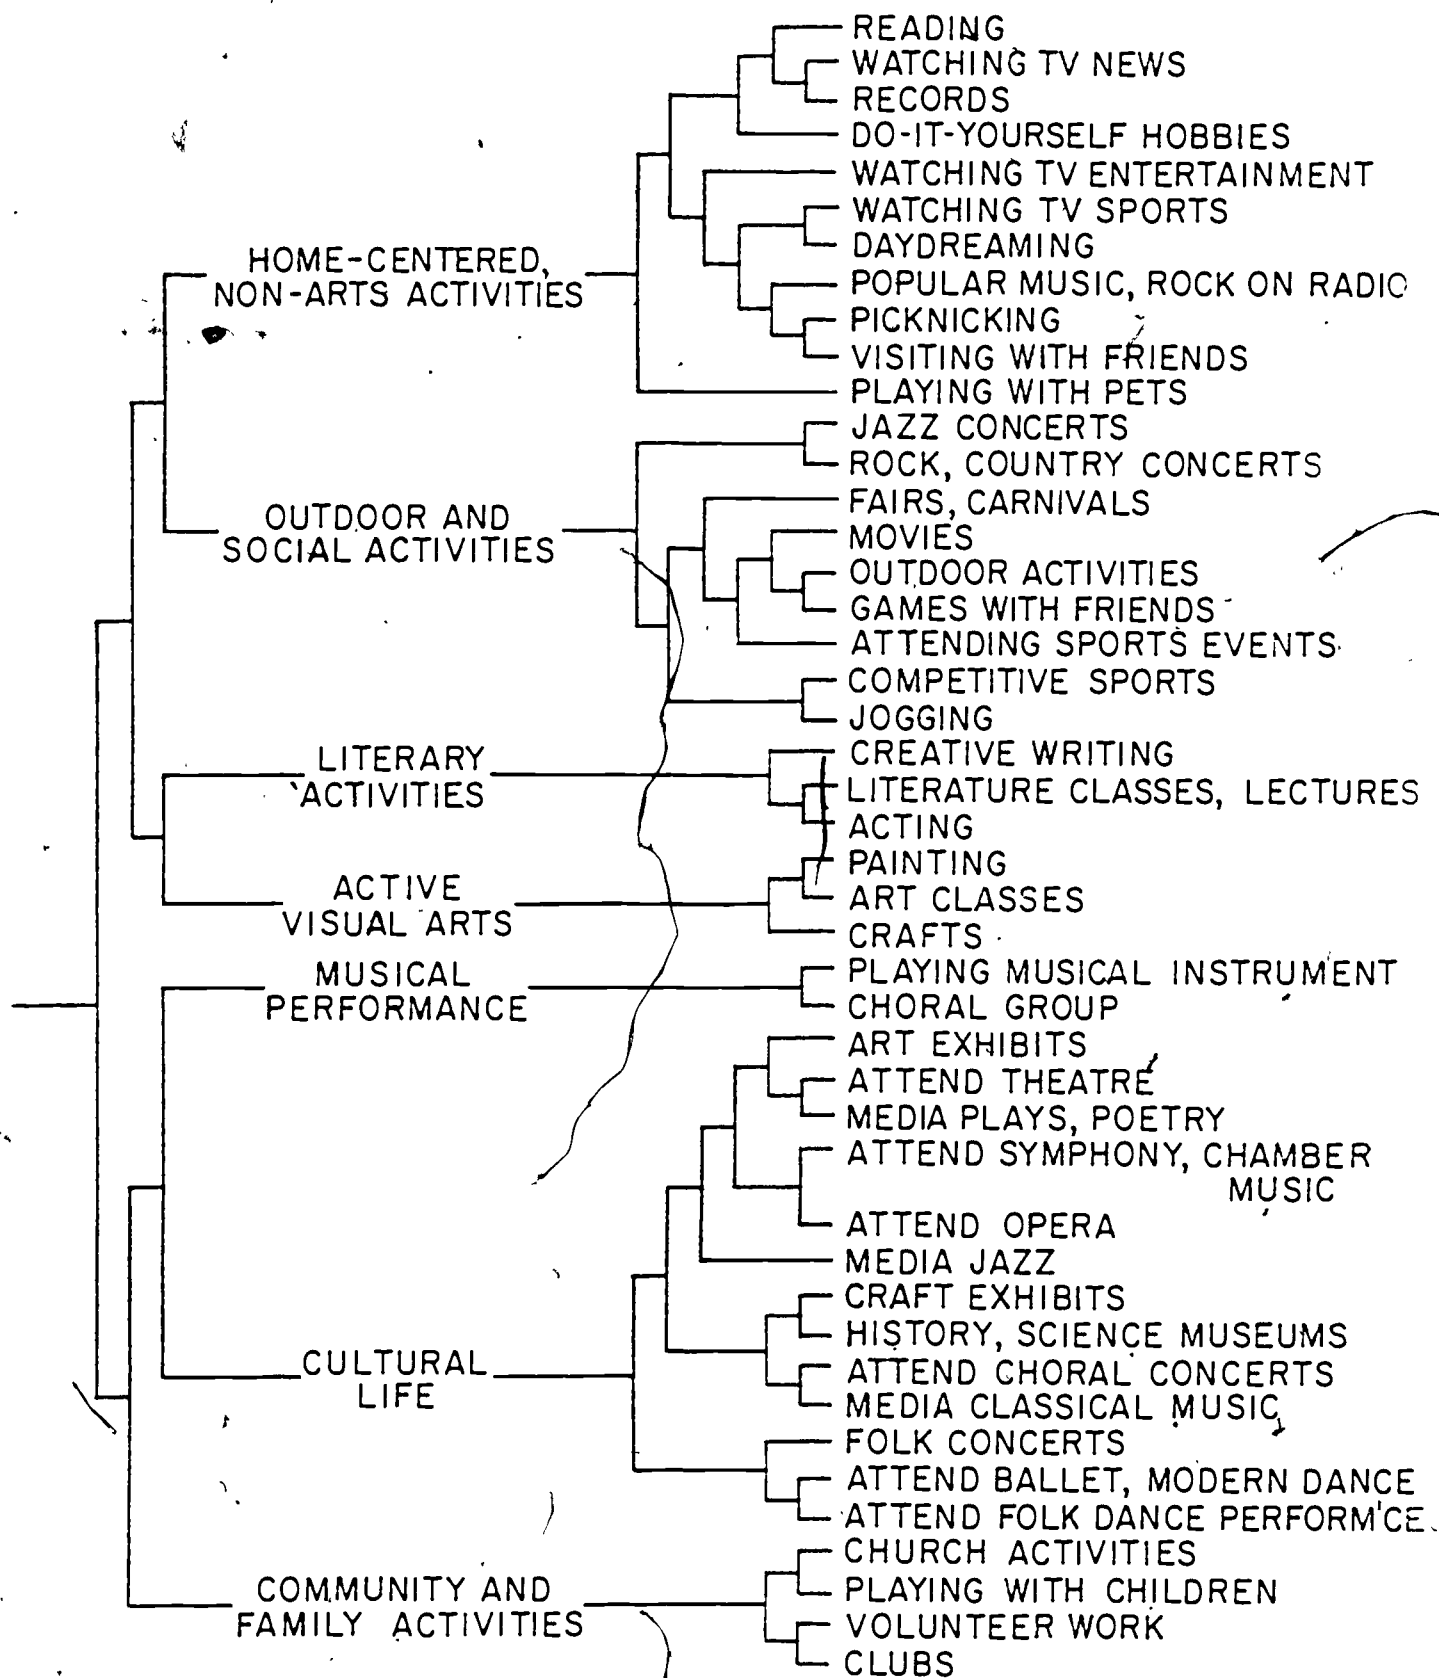 READING
WATCHING TV NEWS
RECORDS
DO-IT-YOURSELF HOBBIES
WATCHING TV ENTERTAINMENT
WATCHING TV SPORTS
DAYDREAMING
HOME-CENTERED,
NON-ARTS ACTIVITIES
POPULAR MUSIC, ROCK ON RADIO
PICKNICKING
VISITING WITH FRIENDS
PLAYING WITH PETS
JAZZ CONCERTS
ROCK, COUNTRY CONCERTS
FAIRS, CARNIVALS
OUTDOOR AND
SOCIAL ACTIVITIES
MOVIES
OUTDOOR ACTIVITIES
GAMES WITH FRIENDS
ATTENDING SPORTS EVENTS
COMPETITIVE SPORTS
JOGGING
LITERARY
ACTIVITIES
CREATIVE WRITING
LITERATURE CLASSES, LECTURES
ACTING
ACTIVE
VISUAL ARTS
PAINTING
ART CLASSES
CRAFTS
MUSICAL
PERFORMANCE
PLAYING MUSICAL INSTRUMENT
CHORAL GROUP
ART EXHIBITS
ATTEND THEATRE
MEDIA PLAYS, POETRY
ATTEND SYMPHONY, CHAMBER
MUSIC
ATTEND OPERA
MEDIA JAZZ
CRAFT EXHIBITS
HISTORY, SCIENCE MUSEUMS
CULTURAL
LIFE
ATTEND CHORAL CONCERTS
MEDIA CLASSICAL MUSIC
FOLK CONCERTS
ATTEND BALLET, MODERN DANCE
ATTEND FOLK DANCE PERFORM'CE
COMMUNITY AND
FAMILY ACTIVITIES
CHURCH ACTIVITIES
PLAYING WITH CHILDREN
VOLUNTEER WORK
CLUBS